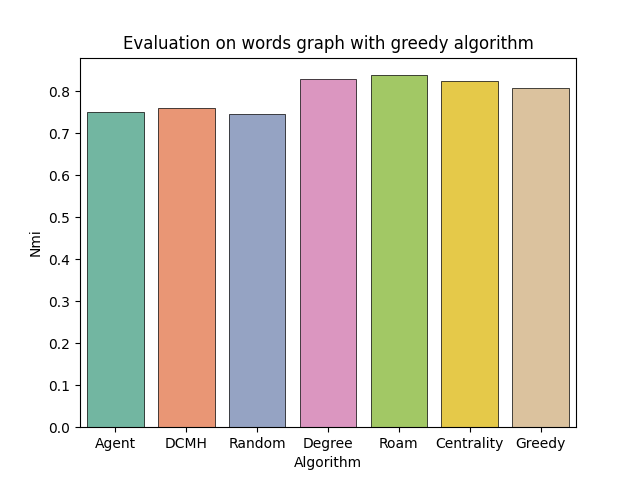 Evaluation on words graph with greedy algorithm
Nmi
0.8
0.7
0.6
0.5
0.4
0.3
0.2
0.1
0.0
Agent DCMH Random Degree Roam Centrality Greedy
Algorithm